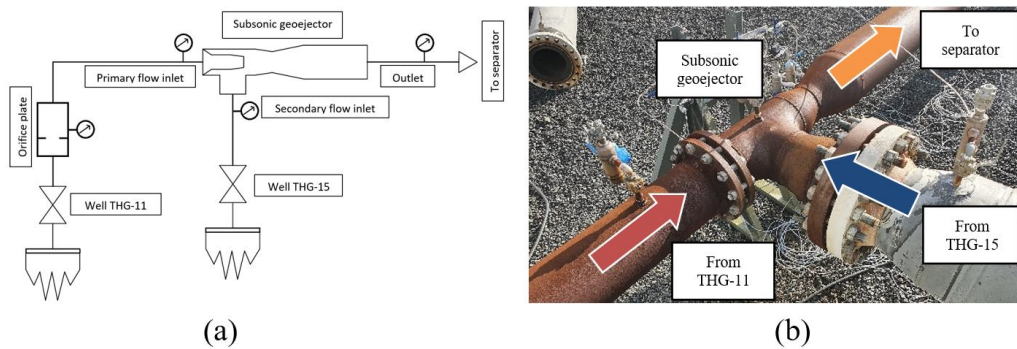 Subsonic geoejector
Primary flow inlet
Outlet
To separator
Orifice plate
Secondary flow inlet
Well THG-11
Well THG-15
(a)
Subsonic
geoejector
To
separator
From
THG-11
From
THG-15
(b)